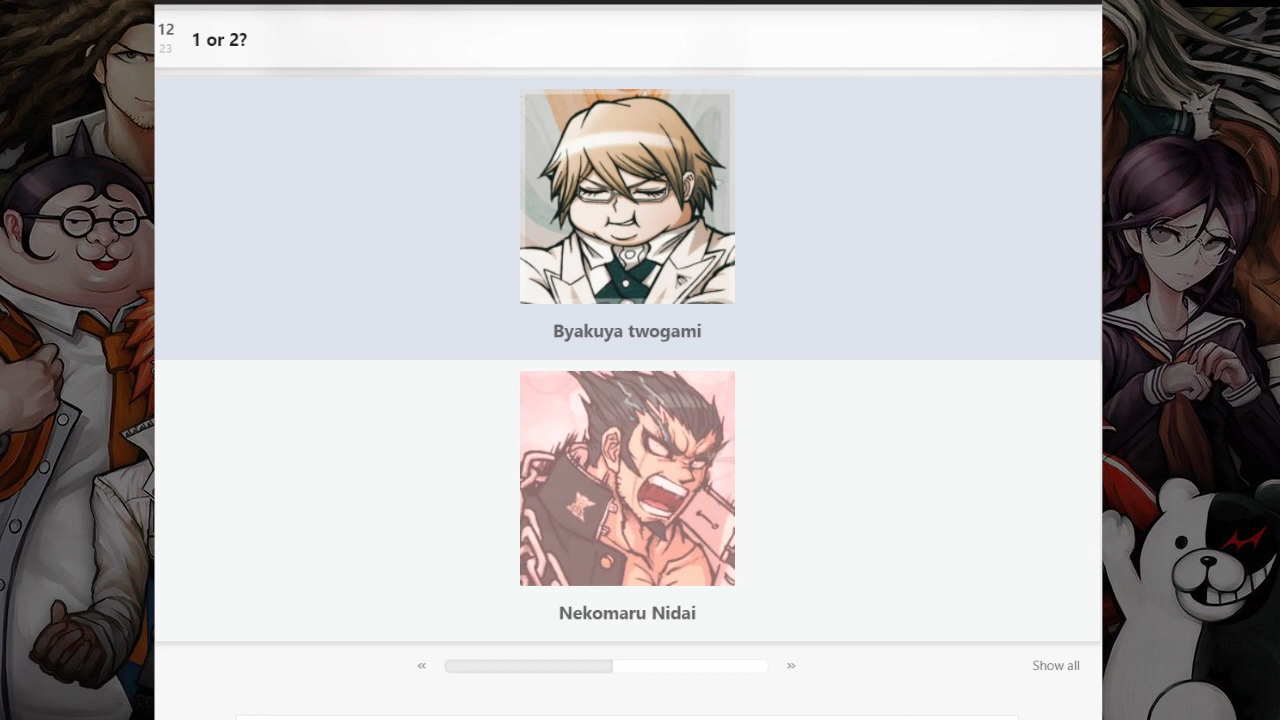 12
23
1 or 2?
Byakuya twogami
Nekomaru Nidai
«
»
Show all